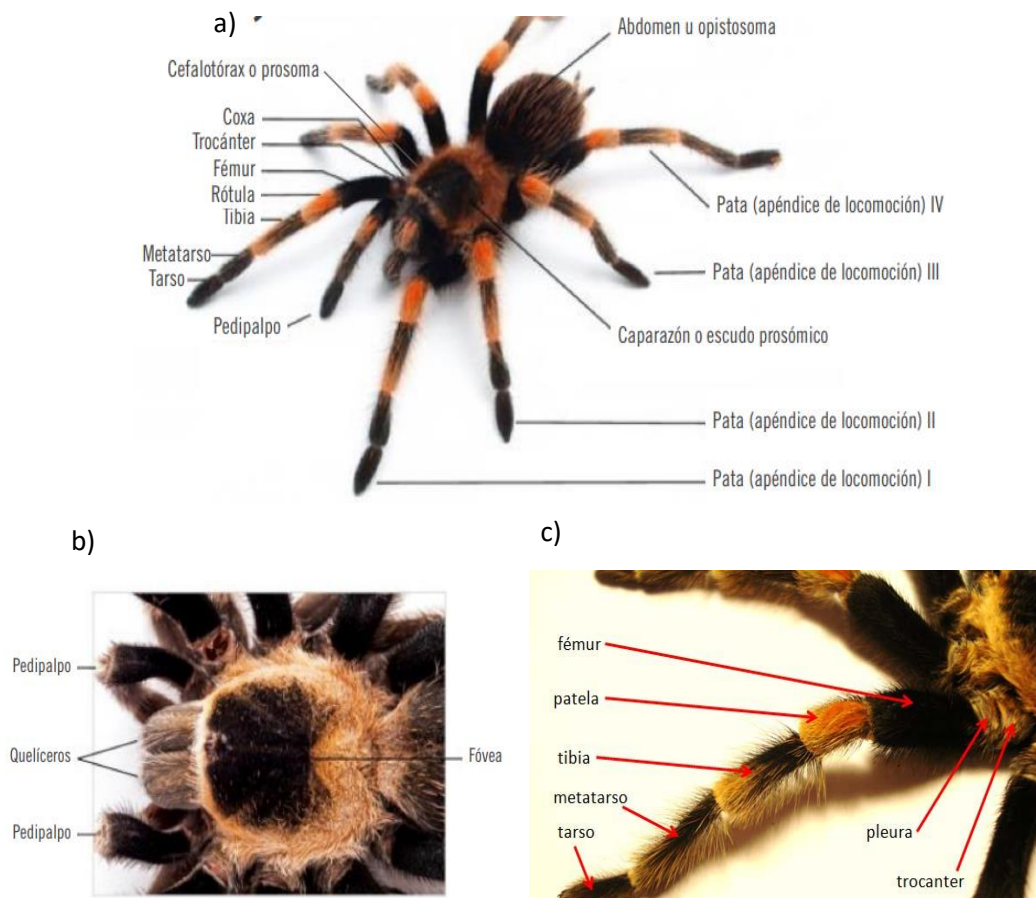 a)
Abdomen u opistosoma
Cefalotórax o prosoma
Coxa
Trocánter
Fémur
Rótula
Tibia
Metatarso
Tarso
Pedipalpo
Pata (apéndice de locomoción) IV
Pata (apéndice de locomoción) III
Caparazón o escudo prosómico
Pata (apéndice de locomoción) II
Pata (apéndice de locomoción) I
b)
Pedipalpo
Quelíceros
Pedipalpo
Fóvea
c)
fémur
patela
tibia
metatarso
tarso
pleura
trocanter